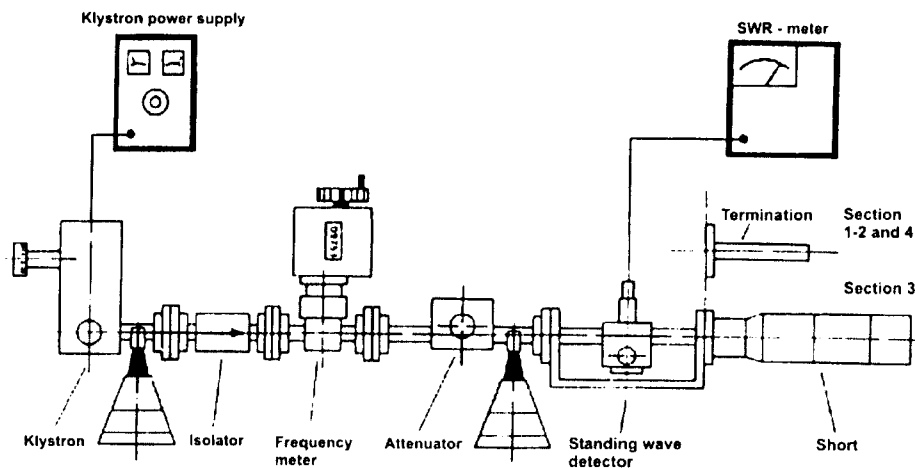 Klystron power supply
SWR - meter
Termination
Section
1-2 and 4
Section 3
Klystron
Isolator
Frequency
meter
Attenuator
Standing wave
detector
Short